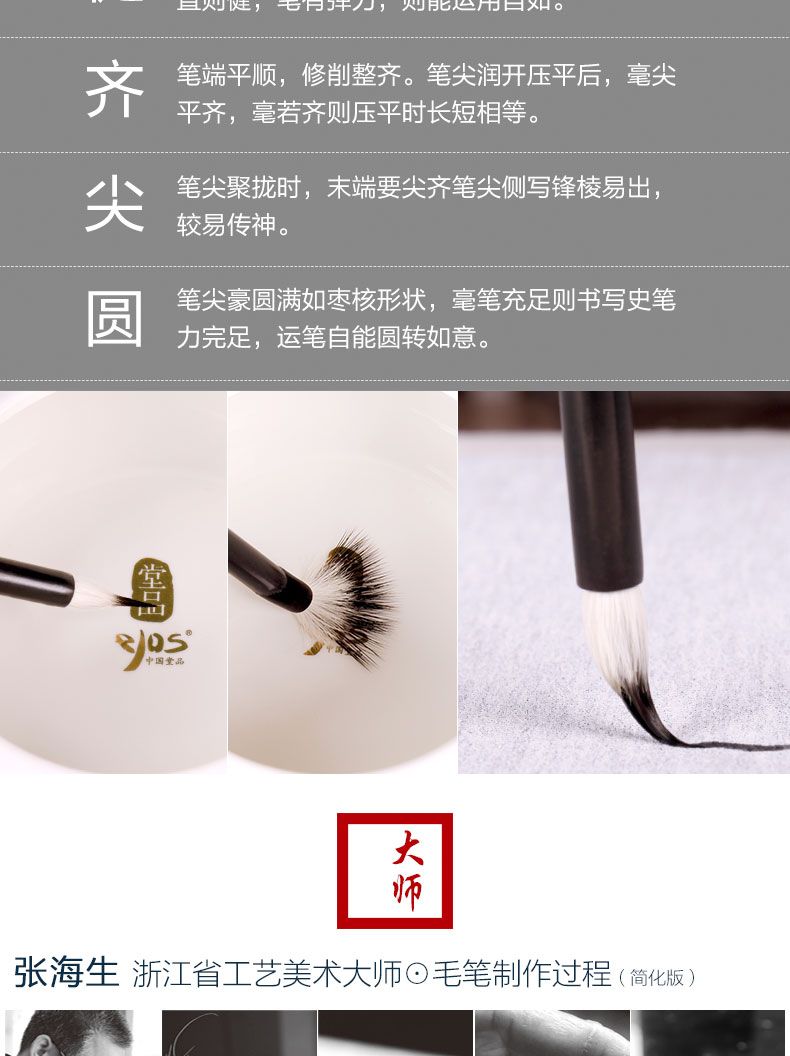 直则健，笔有弹力，则能运用自如。
齐
笔端平顺，修削整齐。笔尖润开压平后，毫尖
平齐，毫若齐则压平时长短相等。
尖
笔尖聚拢时，末端要尖齐笔尖侧写锋棱易出，
较易传神。
圆
笔尖豪圆满如枣核形状，毫笔充足则书写史笔
力完足，运笔自能圆转如意。
堂品
中国堂品
大
师
张海生 浙江省工艺美术大师⊙毛笔制作过程（简化版）